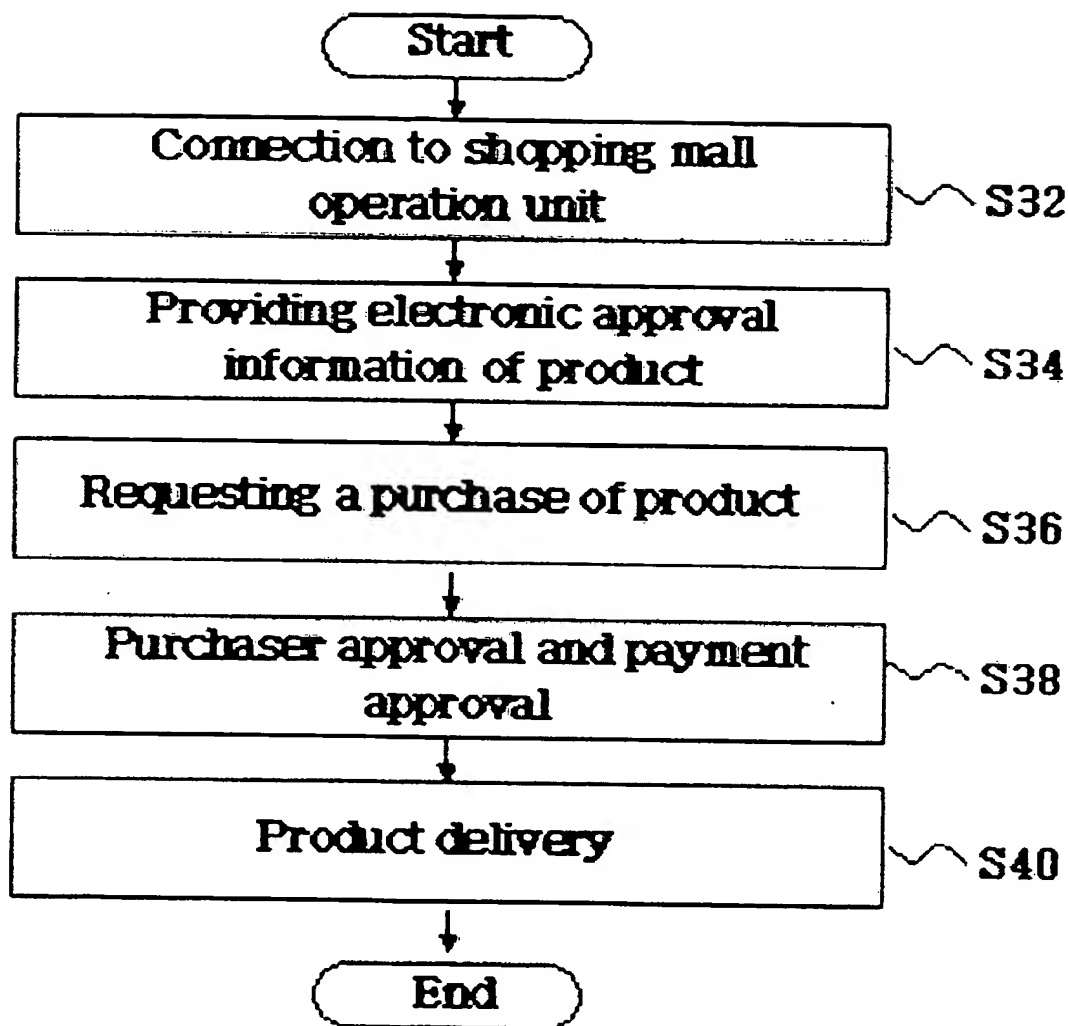 Start
Connection to shopping mall
operation unit
S32
Providing electronic approval
information of product
S34
Requesting a purchase of product
S36
Purchaser approval and payment
approval
S38
Product delivery
S40
End